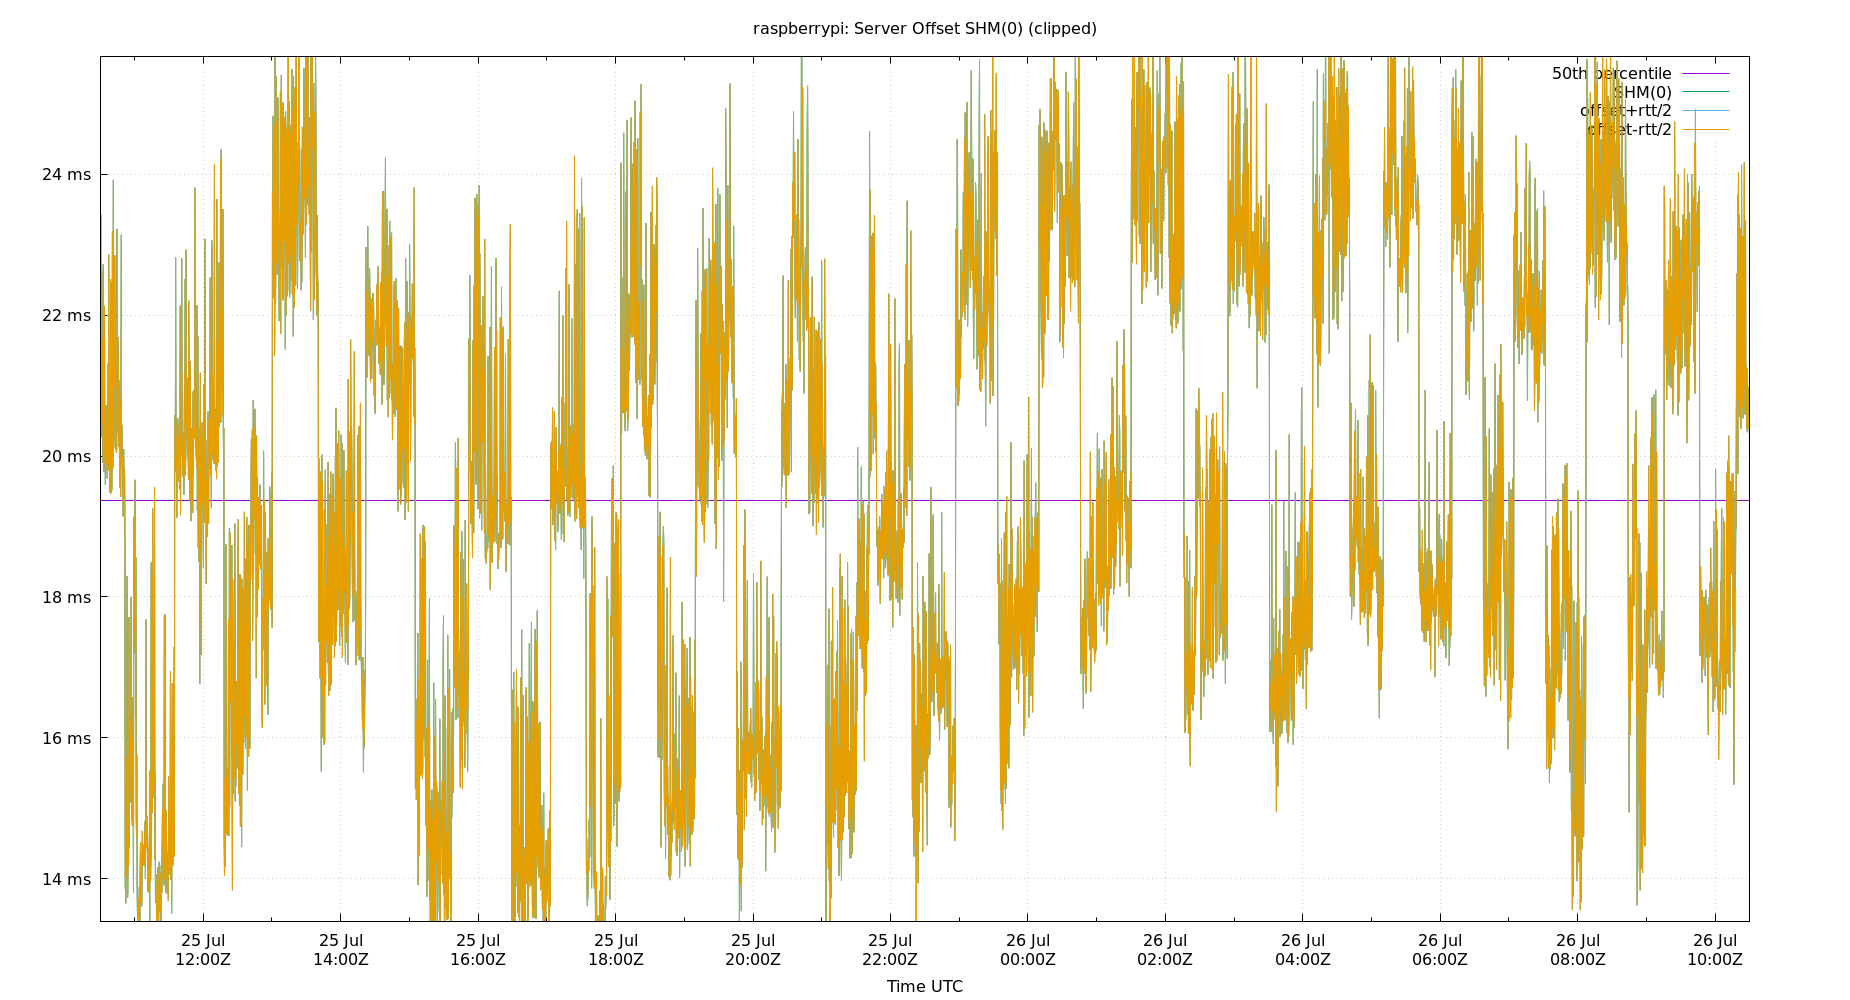 raspberrypi: Server Offset SHM(0) (clipped)
50th percentile
SHM(0)
offset+rtt/2
offset-rtt/2
24 ms
22 ms
20 ms
18 ms
16 ms
14 ms
25 Jul 25 Jul 25 Jul 25 Jul 25 Jul 25 Jul 26 Jul 26 Jul 26 Jul 26 Jul 26 Jul 26 Jul
12:00Z 14:00Z 16:00Z 18:00Z 20:00Z 22:00Z 00:00Z 02:00Z 04:00Z 06:00Z 08:00Z 10:00Z
Time UTC